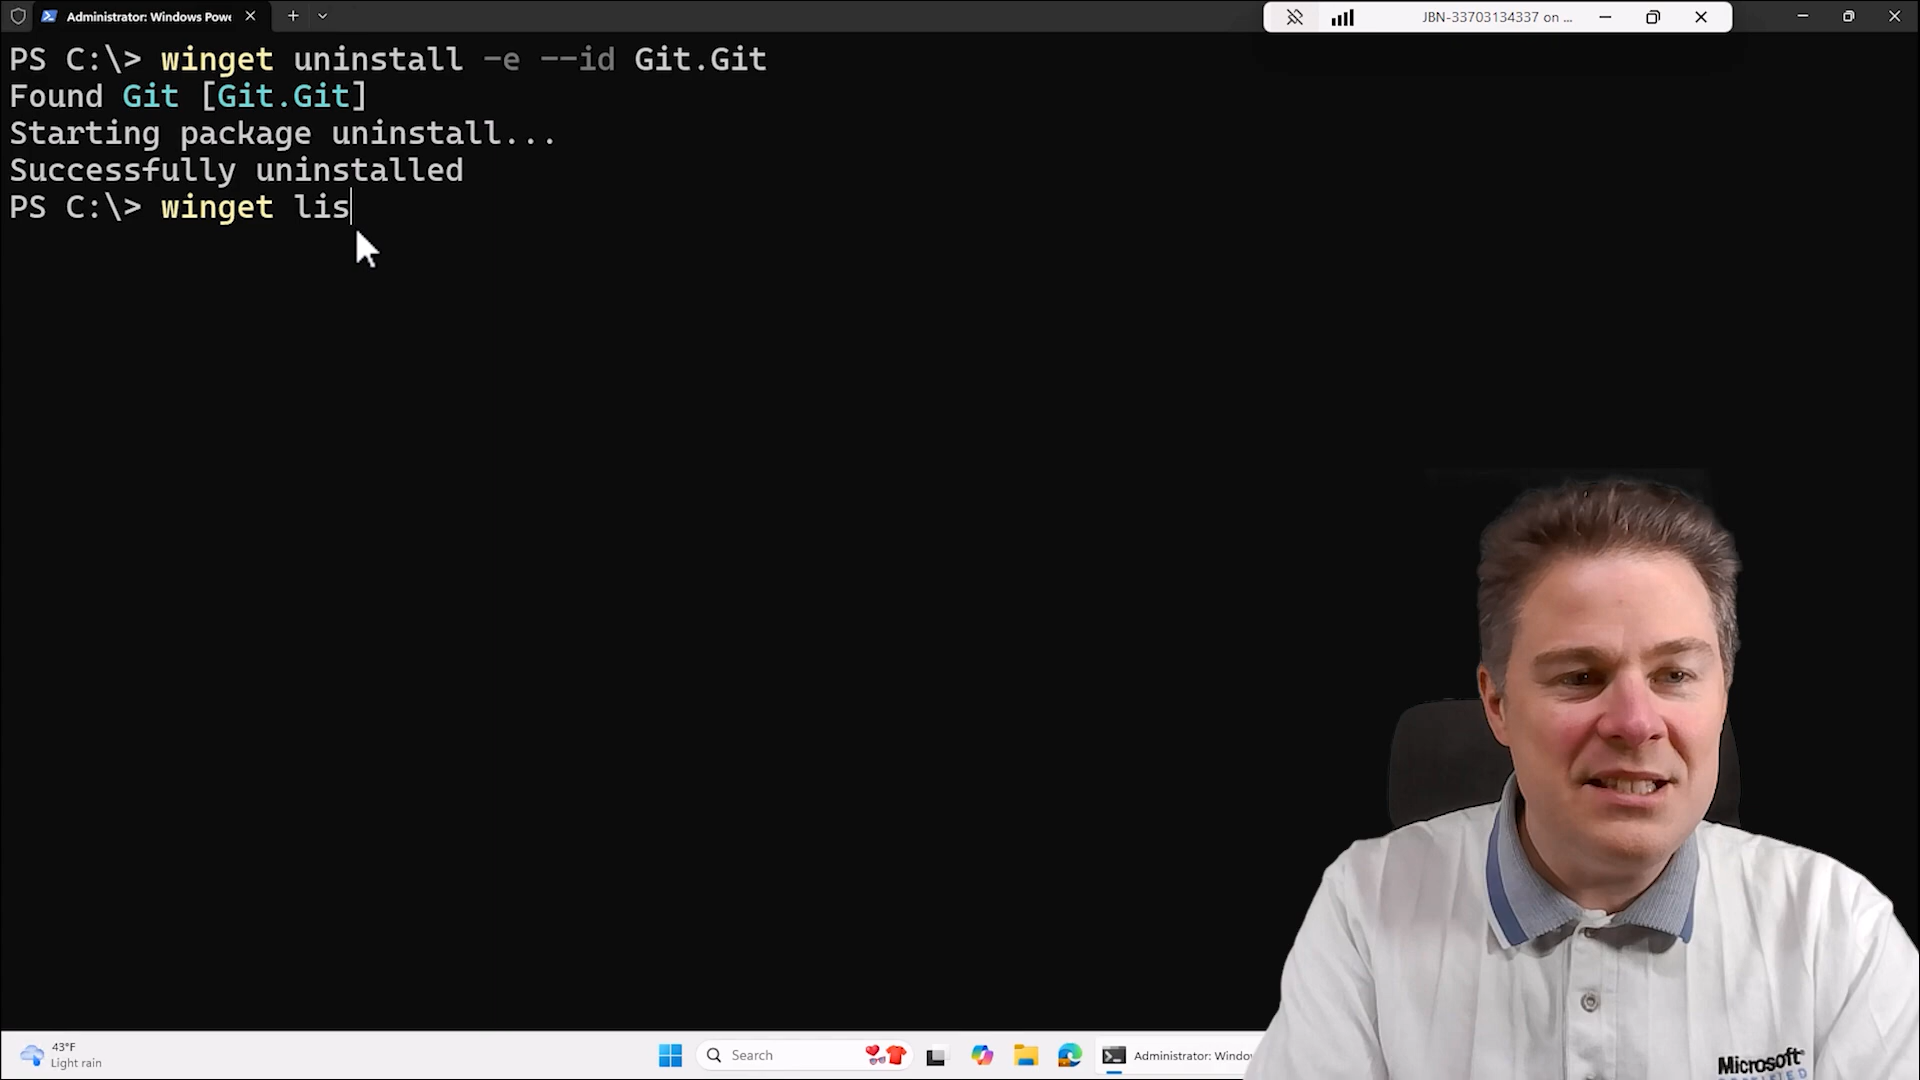 Administrator: Windows Powe
JBN-33703134337 on ...
PS C:\> winget uninstall -e --id Git.Git
Found Git [Git.Git]
Starting package uninstall...
Successfully uninstalled
PS C:\> winget lis
43°F
Light rain
Search
Administrator: Windo
Microsoft
CERTIFIED